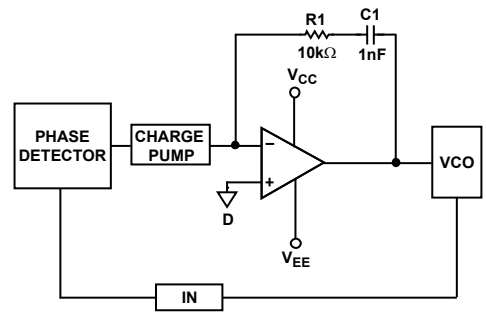 R1
10kΩ
C1
1nF
VCC
PHASE
DETECTOR
CHARGE
PUMP
−
+
D
VEE
VCO
IN